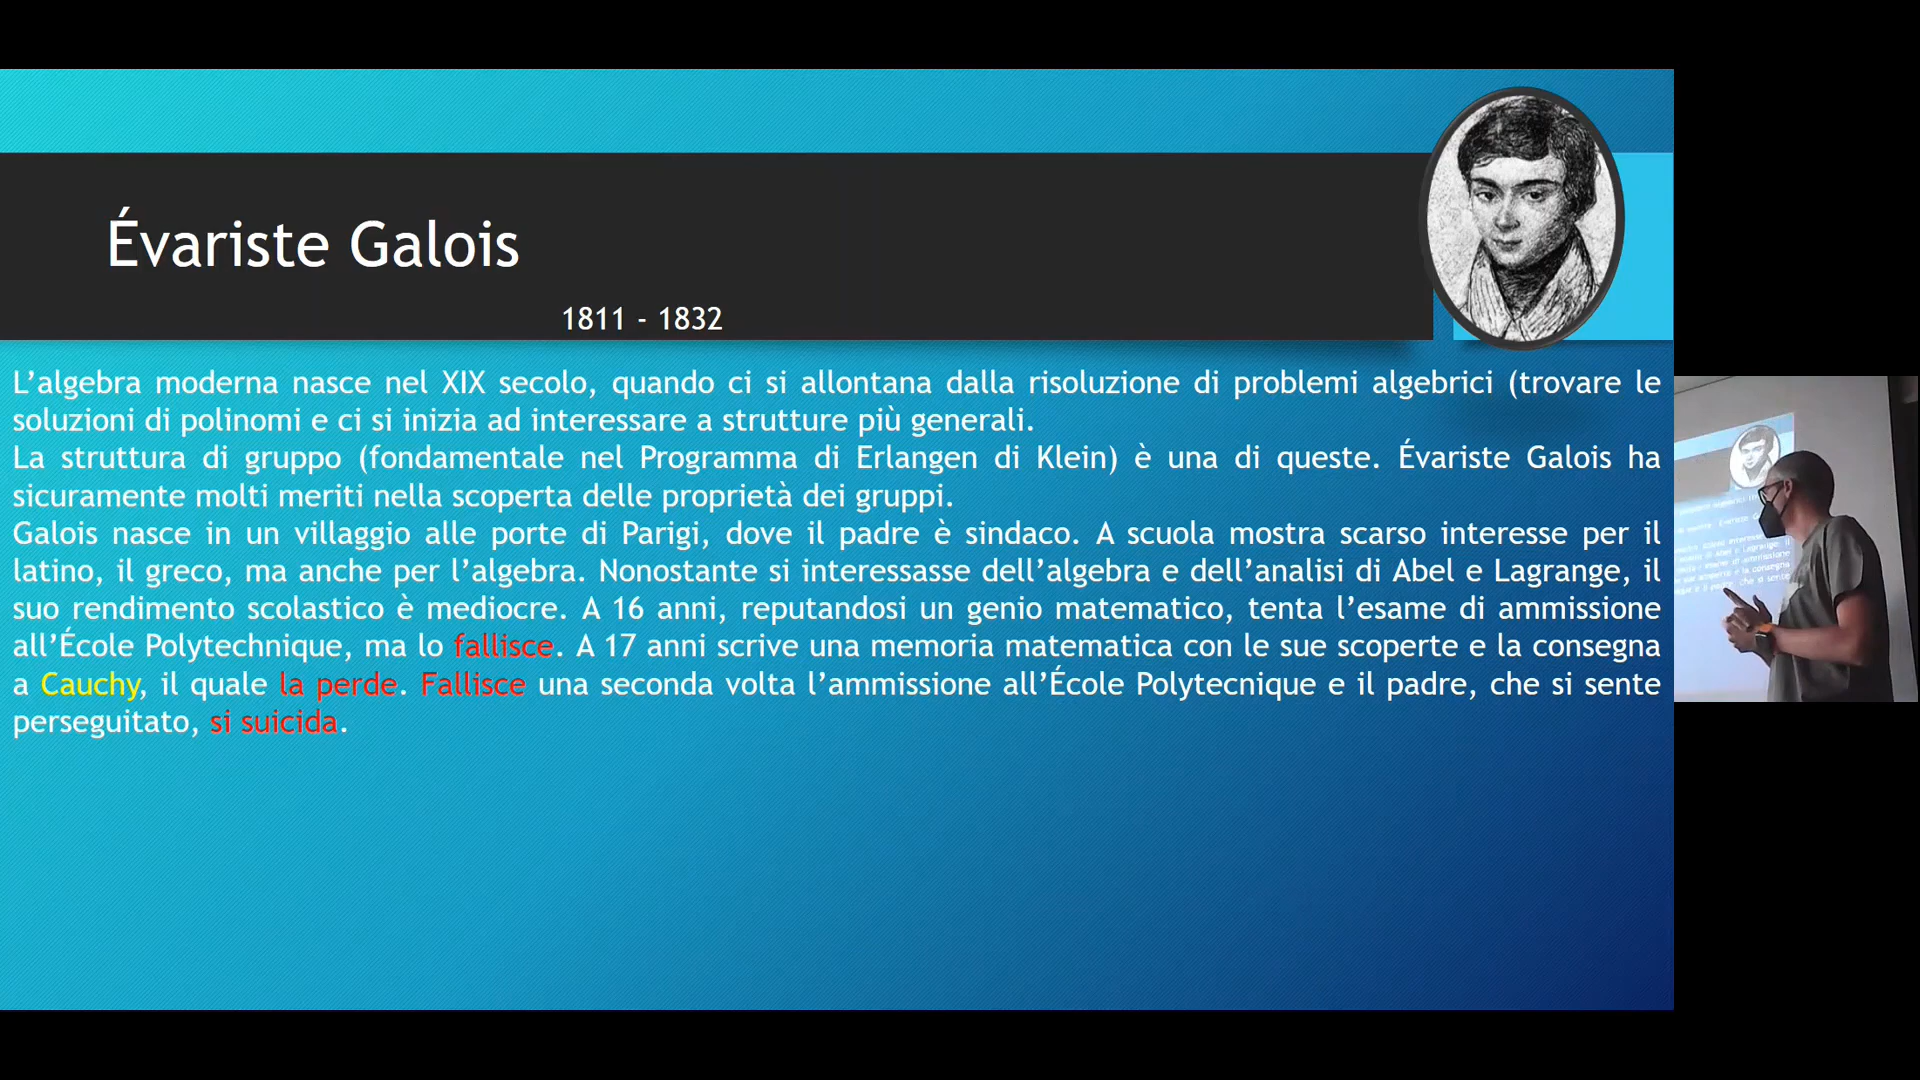 Évariste Galois
1811 - 1832
L’algebra moderna nasce nel XIX secolo, quando ci si allontana dalla risoluzione di problemi algebrici (trovare le
soluzioni di polinomi e ci si inizia ad interessare a strutture più generali.
La struttura di gruppo (fondamentale nel Programma di Erlangen di Klein) è una di queste. Évariste Galois ha
sicuramente molti meriti nella scoperta delle proprietà dei gruppi.
Galois nasce in un villaggio alle porte di Parigi, dove il padre è sindaco. A scuola mostra scarso interesse per il
latino, il greco, ma anche per l’algebra. Nonostante si interessasse dell’algebra e dell’analisi di Abel e Lagrange, il
suo rendimento scolastico è mediocre. A 16 anni, reputandosi un genio matematico, tenta l’esame di ammissione
all’École Polytechnique, ma lo fallisce. A 17 anni scrive una memoria matematica con le sue scoperte e la consegna
a Cauchy, il quale la perde. Fallisce una seconda volta l’ammissione all’École Polytecnique e il padre, che si sente
perseguitato, si suicida.